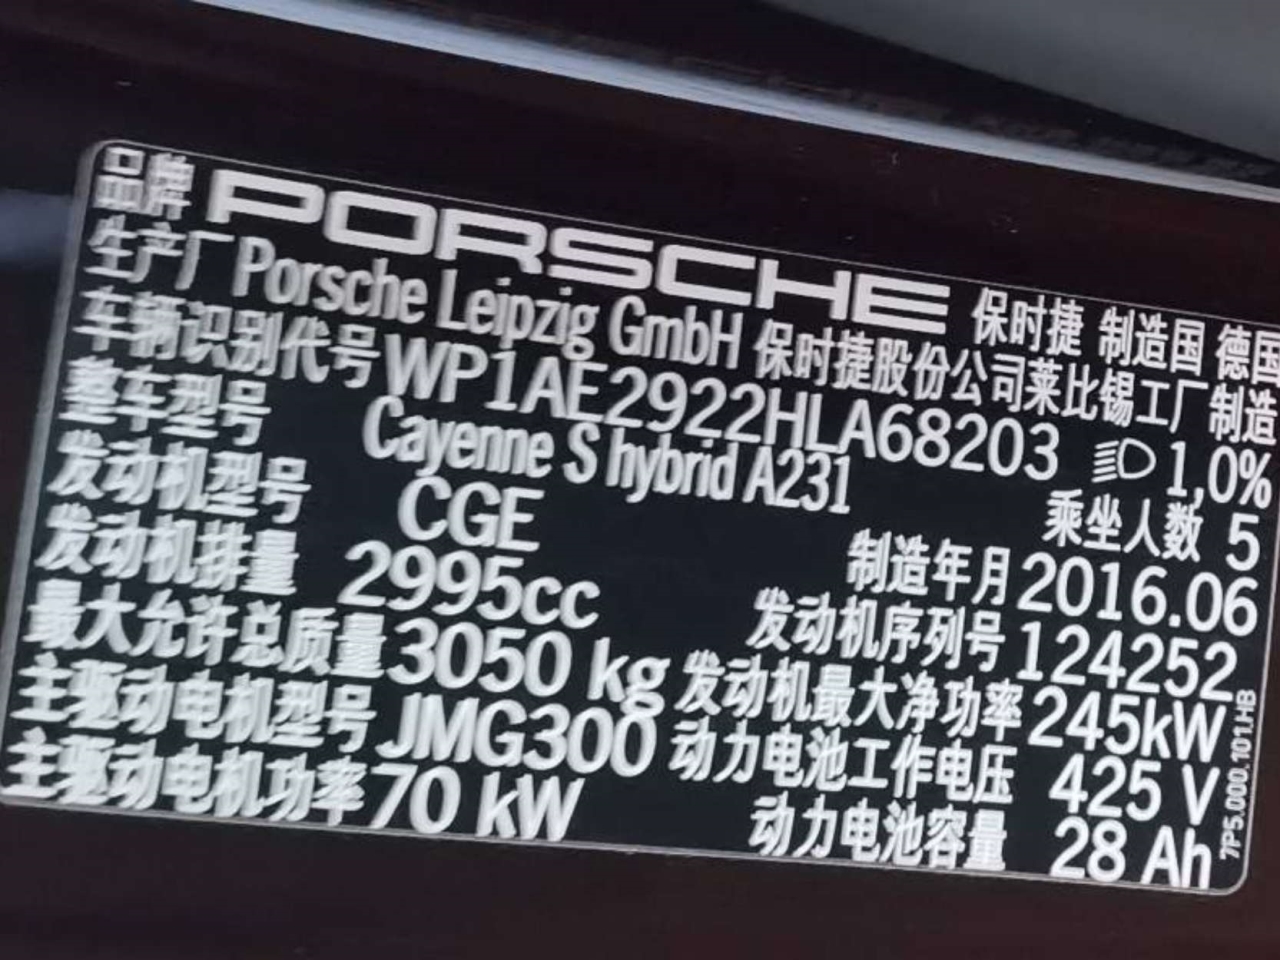 品牌 PORSCHE 保时捷 制造国 德国
生产厂 Porsche Leipzig GmbH 保时捷股份公司莱比锡工厂 制造
车辆识别代号 WP1AE2922HLA68203 1,0%
整车型号 Cayenne S hybrid A231 乘坐人数 5
发动机型号 CGE 制造年月 2016.06
发动机排量 2995cc 发动机序列号 124252
最大允许总质量 3050 kg 发动机最大净功率 245kW
主驱动电机型号 JMG300 动力电池工作电压 425 V
主驱动电机功率 70 kW 动力电池容量 28 Ah
7P5.000.101.HB